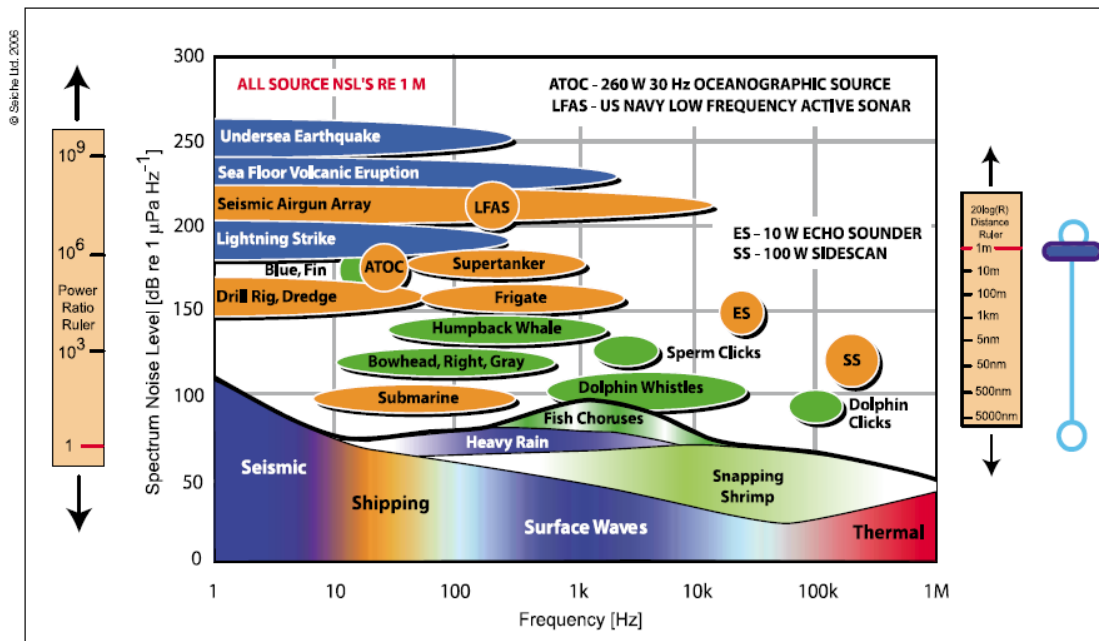 © Seiche Ltd. 2006
10⁹
10⁶
Power
Ratio
Ruler
10³
1
Spectrum Noise Level [dB re 1 µPa Hz⁻¹]
300
250
200
150
100
50
0
ALL SOURCE NSL'S RE 1 M
ATOC - 260 W 30 Hz OCEANOGRAPHIC SOURCE
LFAS - US NAVY LOW FREQUENCY ACTIVE SONAR
Undersea Earthquake
Sea Floor Volcanic Eruption
Seismic Airgun Array
LFAS
Lightning Strike
ES - 10 W ECHO SOUNDER
SS - 100 W SIDESCAN
Blue, Fin
ATOC
Supertanker
Drill Rig, Dredge
Frigate
ES
Humpback Whale
Sperm Clicks
Bowhead, Right, Gray
SS
Submarine
Dolphin Whistles
Dolphin
Clicks
Fish Choruses
Heavy Rain
Seismic
Shipping
Surface Waves
Snapping
Shrimp
Thermal
1
10
100
1k
10k
100k
1M
Frequency [Hz]
20log(R)
Distance
Ruler
1m
10m
100m
1km
5nm
50nm
500nm
5000nm